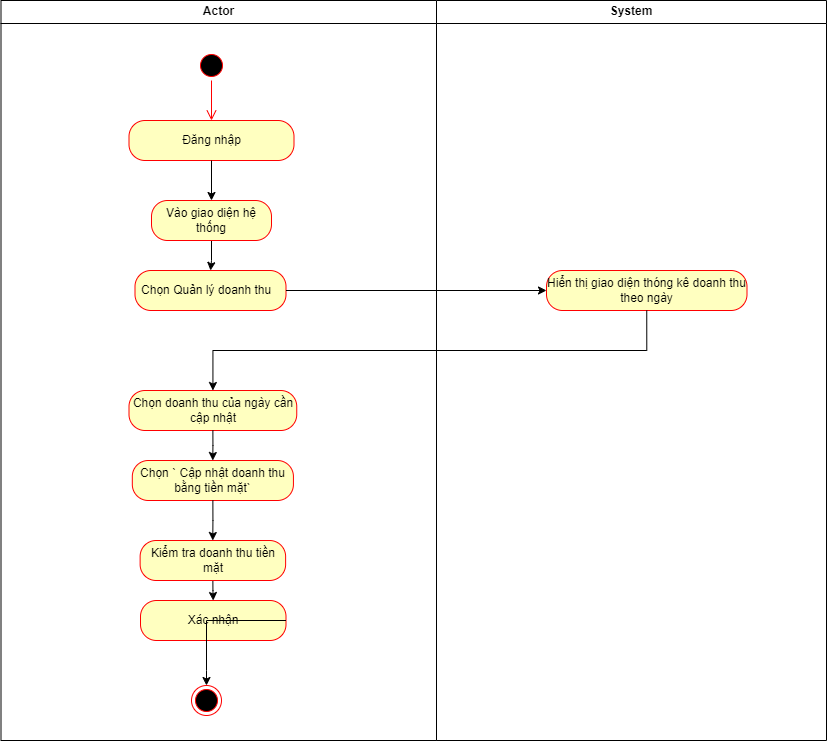 Actor
System
Đăng nhập
Vào giao diện hệ
thống
Chọn Quản lý doanh thu
Hiển thị giao diện thóng kê doanh thu
theo ngày
Chọn doanh thu của ngày cần
cập nhật
Chọn ` Cập nhật doanh thu
bằng tiền mặt`
Kiểm tra doanh thu tiền
mặt
Xác nhận